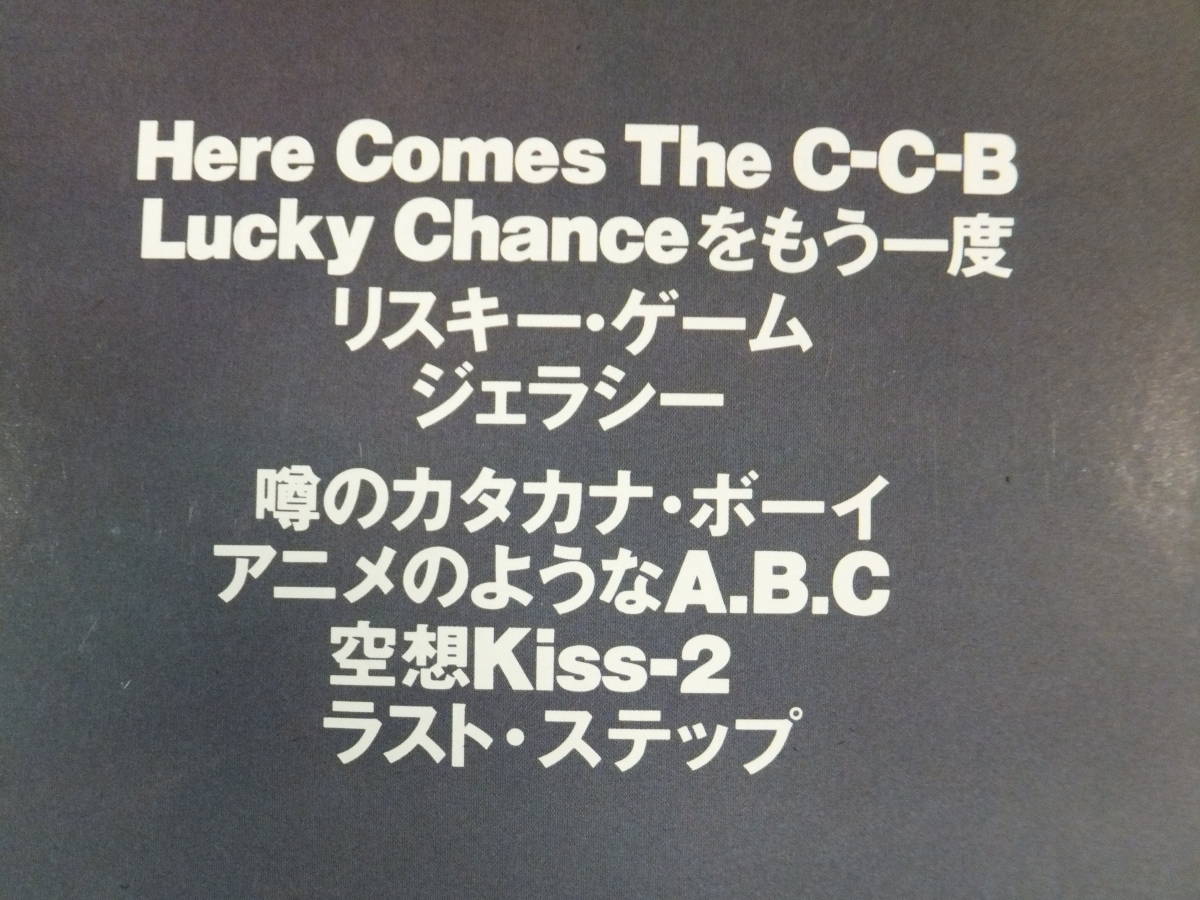 Here Comes The C-C-B
Lucky Chanceをもう一度
リスキー・ゲーム
ジェラシー
噂のカタカナ・ボーイ
アニメのようなA.B.C
空想Kiss-2
ラスト・ステップ